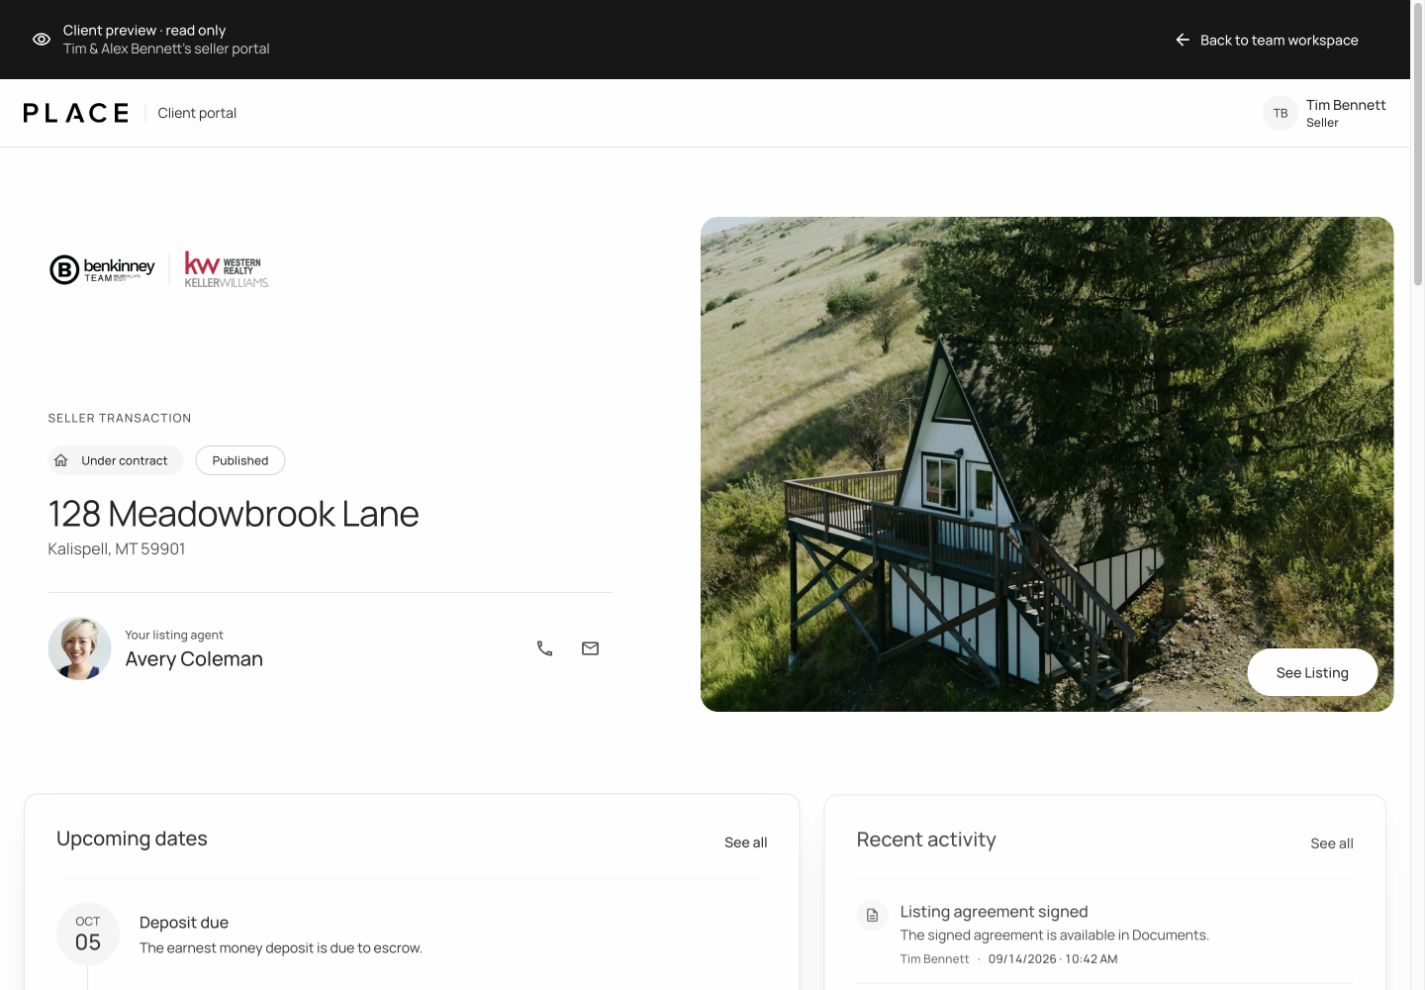 Client preview · read only
Tim & Alex Bennett's seller portal
Back to team workspace
PLACE
Client portal
TB
Tim Bennett
Seller
B benkinney
TEAM
kw WESTERN
REALTY
KELLERWILLIAMS.
SELLER TRANSACTION
Under contract
Published
128 Meadowbrook Lane
Kalispell, MT 59901
Your listing agent
Avery Coleman
See Listing
Upcoming dates
See all
OCT
05
Deposit due
The earnest money deposit is due to escrow.
Recent activity
See all
Listing agreement signed
The signed agreement is available in Documents.
Tim Bennett · 09/14/2026 · 10:42 AM